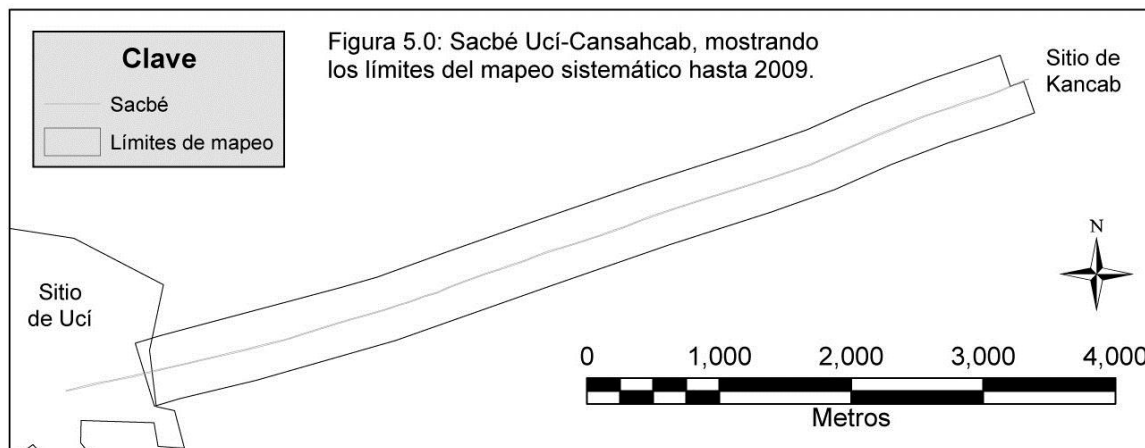 Clave
Sacbé
Límites de mapeo
Figura 5.0: Sacbé Ucí-Cansahcab, mostrando
los límites del mapeo sistemático hasta 2009.
Sitio de
Kancab
Sitio
de Ucí
N
0 1,000 2,000 3,000 4,000
Metros